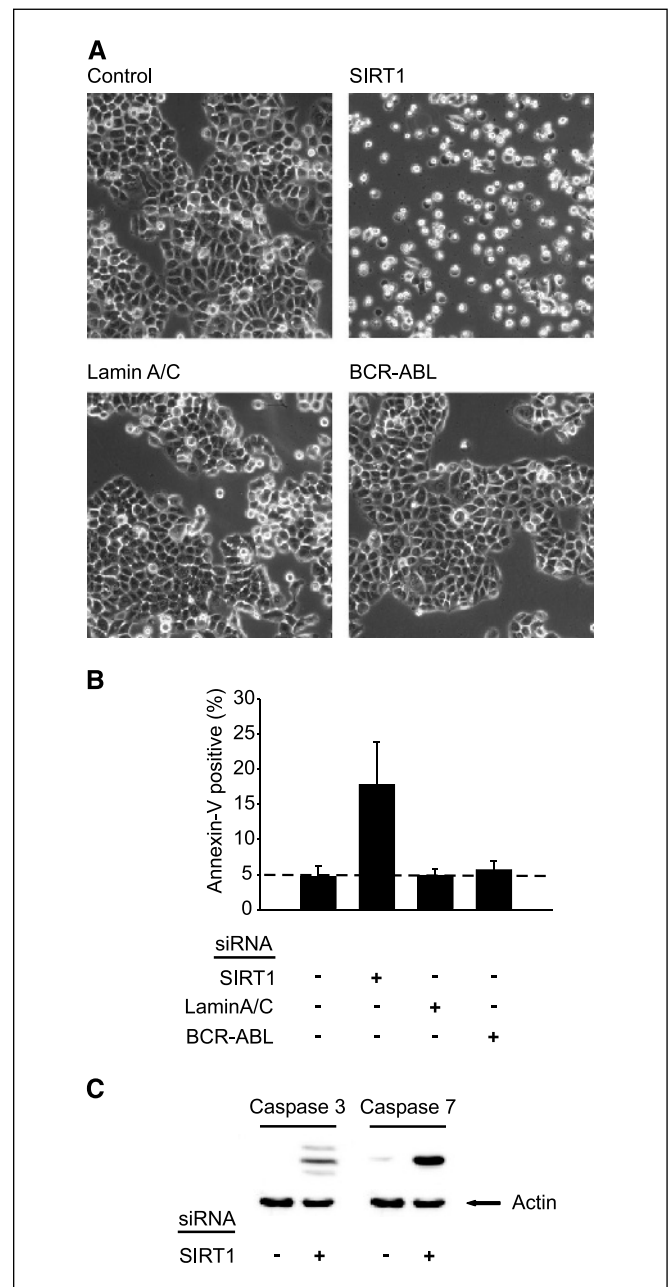 A
Control SIRT1
Lamin A/C BCR-ABL
B
Annexin-V positive (%)
30
25
20
15
10
5
0
siRNA
SIRT1 - + - -
LaminA/C - - + -
BCR-ABL - - - +
C
Caspase 3 Caspase 7
Actin
siRNA
SIRT1 - + - +